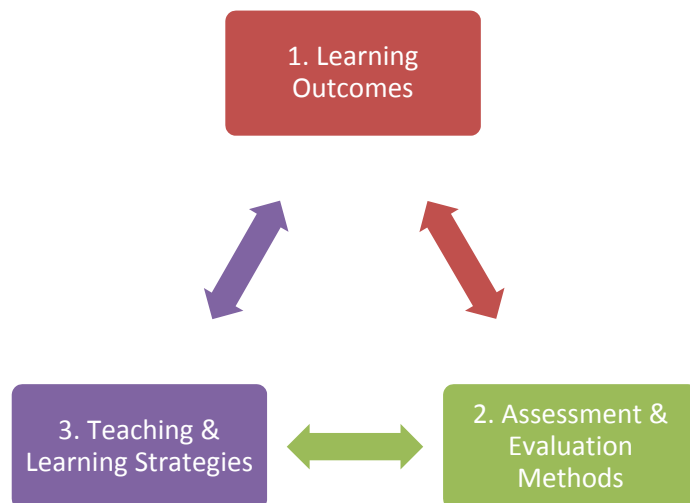 1. Learning
Outcomes
3. Teaching &
Learning Strategies
2. Assessment &
Evaluation
Methods